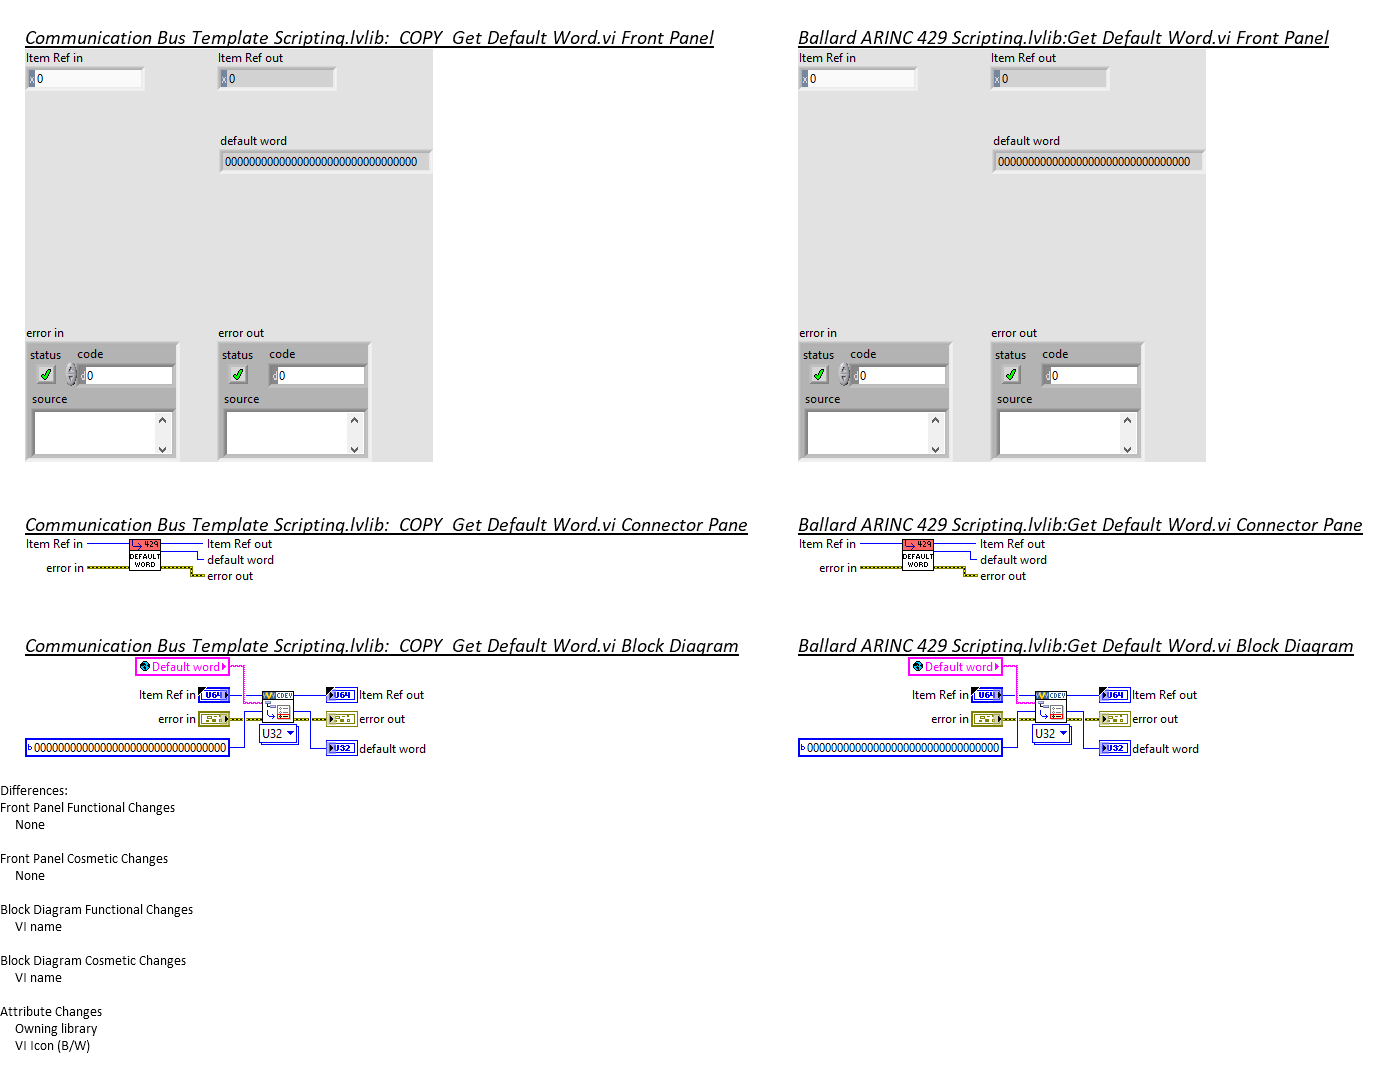 Communication Bus Template Scripting.lvlib:_COPY_Get Default Word.vi Front Panel
Item Ref in
Item Ref out
x 0
x 0
default word
00000000000000000000000000000000
error in
error out
status
code
status
code
d 0
d 0
source
source
Ballard ARINC 429 Scripting.lvlib:Get Default Word.vi Front Panel
Item Ref in
Item Ref out
x 0
x 0
default word
00000000000000000000000000000000
error in
error out
status
code
status
code
d 0
d 0
source
source
Communication Bus Template Scripting.lvlib:_COPY_Get Default Word.vi Connector Pane
Item Ref in
429
Item Ref out
DEFAULT
default word
WORD
error in
error out
Ballard ARINC 429 Scripting.lvlib:Get Default Word.vi Connector Pane
Item Ref in
429
Item Ref out
DEFAULT
default word
WORD
error in
error out
Communication Bus Template Scripting.lvlib:_COPY_Get Default Word.vi Block Diagram
Default word
Item Ref in
U64
CDEV
U64
Item Ref out
error in
error out
U32
b 00000000000000000000000000000000
U32
default word
Ballard ARINC 429 Scripting.lvlib:Get Default Word.vi Block Diagram
Default word
Item Ref in
U64
CDEV
U64
Item Ref out
error in
error out
U32
b 00000000000000000000000000000000
U32
default word
Differences:
Front Panel Functional Changes
None
Front Panel Cosmetic Changes
None
Block Diagram Functional Changes
VI name
Block Diagram Cosmetic Changes
VI name
Attribute Changes
Owning library
VI Icon (B/W)